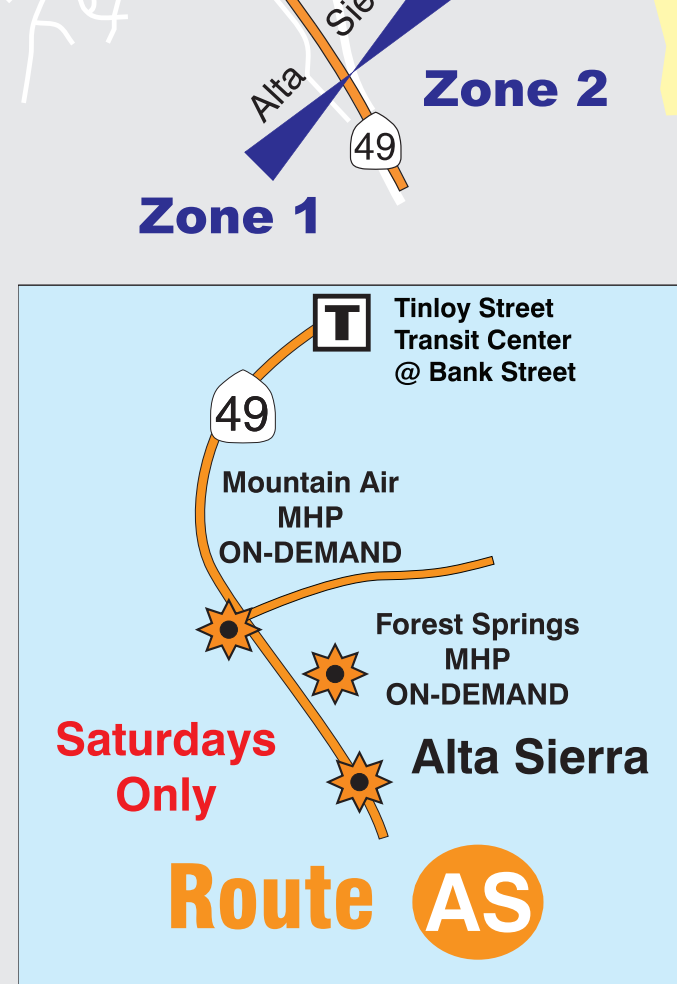 Alta
Zone 2
49
Zone 1
T
Tinloy Street
Transit Center
@ Bank Street
49
Mountain Air
MHP
ON-DEMAND
Forest Springs
MHP
ON-DEMAND
Saturdays
Only
Alta Sierra
Route AS